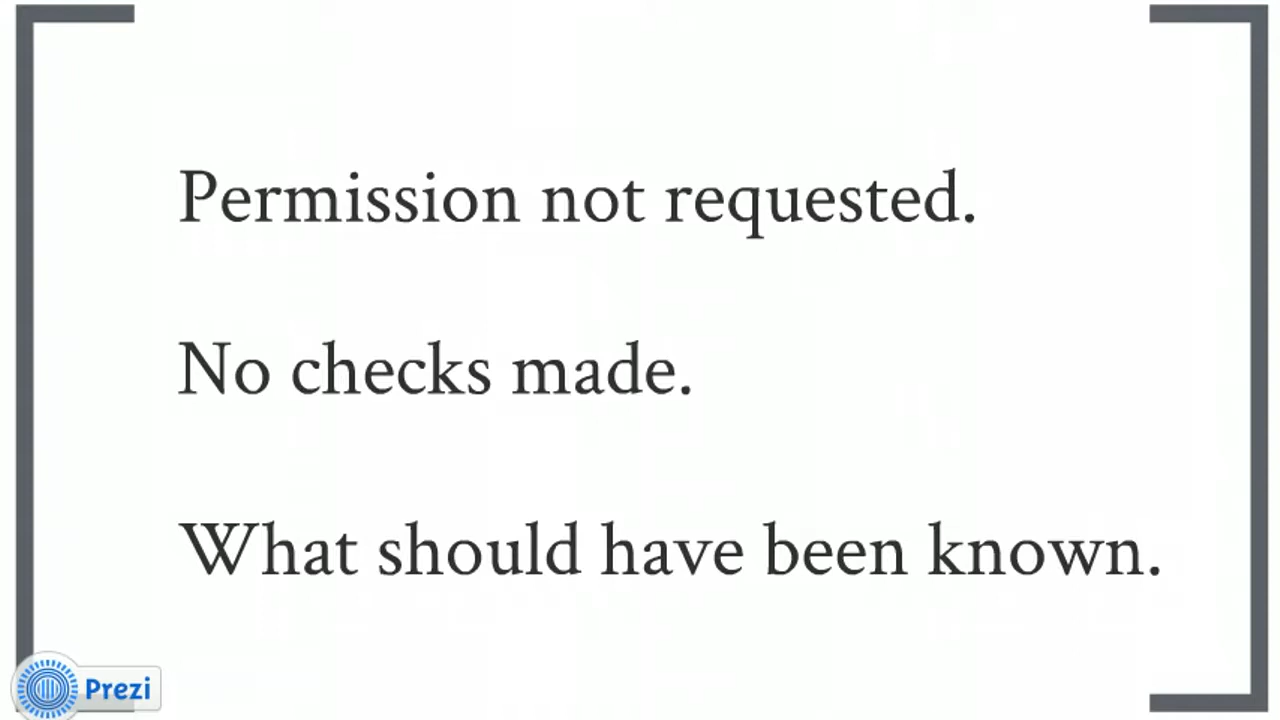 Permission not requested.
No checks made.
What should have been known.
Prezi